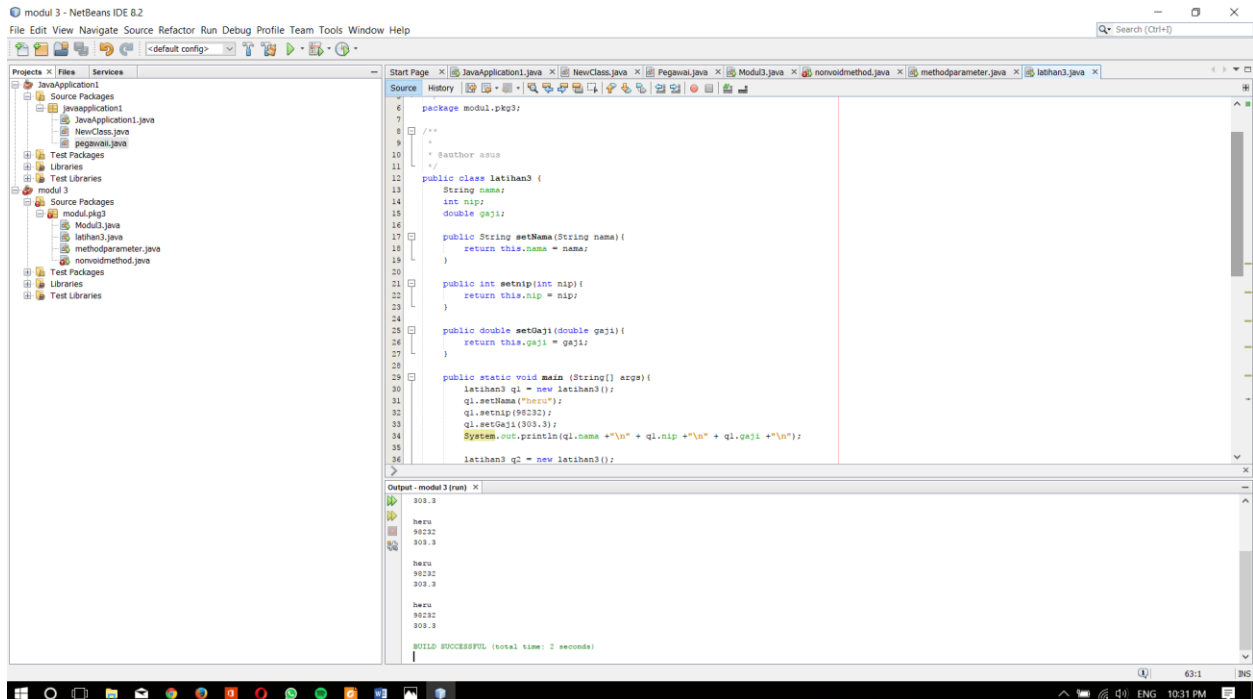 modul 3 - NetBeans IDE 8.2
File Edit View Navigate Source Refactor Run Debug Profile Team Tools Window Help
Search (Ctrl+I)
<default config>
Projects Files Services
JavaApplication1
Source Packages
javaapplication1
JavaApplication1.java
NewClass.java
pegawaii.java
Test Packages
Libraries
Test Libraries
modul 3
Source Packages
modul.pkg3
Modul3.java
latihan3.java
methodparameter.java
nonvoidmethod.java
Test Packages
Libraries
Test Libraries
Start Page JavaApplication1.java NewClass.java Pegawai.java Modul3.java nonvoidmethod.java methodparameter.java latihan3.java
Source History
6 package modul.pkg3;
7
8 /**
9 *
10 * @author asus
11 */
12 public class latihan3 {
13 String nama;
14 int nip;
15 double gaji;
16
17 public String setNama(String nama){
18 return this.nama = nama;
19 }
20
21 public int setnip(int nip){
22 return this.nip = nip;
23 }
24
25 public double setGaji(double gaji){
26 return this.gaji = gaji;
27 }
28
29 public static void main (String[] args){
30 latihan3 q1 = new latihan3();
31 q1.setNama("heru");
32 q1.setnip(98232);
33 q1.setGaji(303.3);
34 System.out.println(q1.nama +"\n" + q1.nip +"\n" + q1.gaji +"\n");
35
36 latihan3 q2 = new latihan3();
Output - modul 3 (run)
303.3
heru
98232
303.3
heru
98232
303.3
heru
98232
303.3
BUILD SUCCESSFUL (total time: 2 seconds)
63:1 INS
ENG 10:31 PM